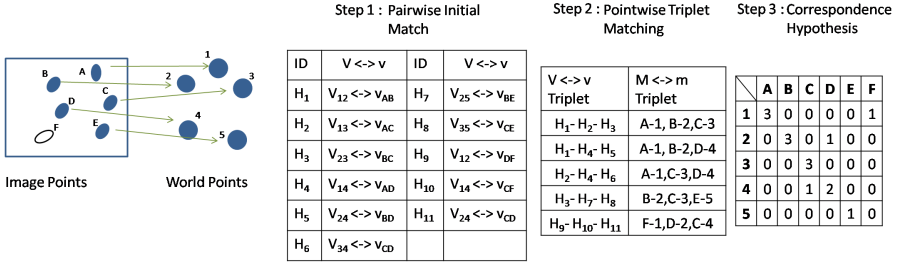 Step 1 : Pairwise Initial Match
Step 2 : Pointwise Triplet Matching
Step 3 : Correspondence Hypothesis
A
B
C
D
E
F
1
2
3
4
5
Image Points
World Points
ID V <-> v ID V <-> v
H1 V12 <-> vAB H7 V25 <-> vBE
H2 V13 <-> vAC H8 V35 <-> vCE
H3 V23 <-> vBC H9 V12 <-> vDF
H4 V14 <-> vAD H10 V14 <-> vCF
H5 V24 <-> vBD H11 V24 <-> vCD
H6 V34 <-> vCD
V <-> v Triplet M <-> m Triplet
H1- H2- H3 A-1, B-2,C-3
H1- H4- H5 A-1, B-2,D-4
H2- H4- H6 A-1,C-3,D-4
H3- H7- H8 B-2,C-3,E-5
H9- H10- H11 F-1,D-2,C-4
A B C D E F
1 3 0 0 0 0 1
2 0 3 0 1 0 0
3 0 0 3 0 0 0
4 0 0 1 2 0 0
5 0 0 0 0 1 0